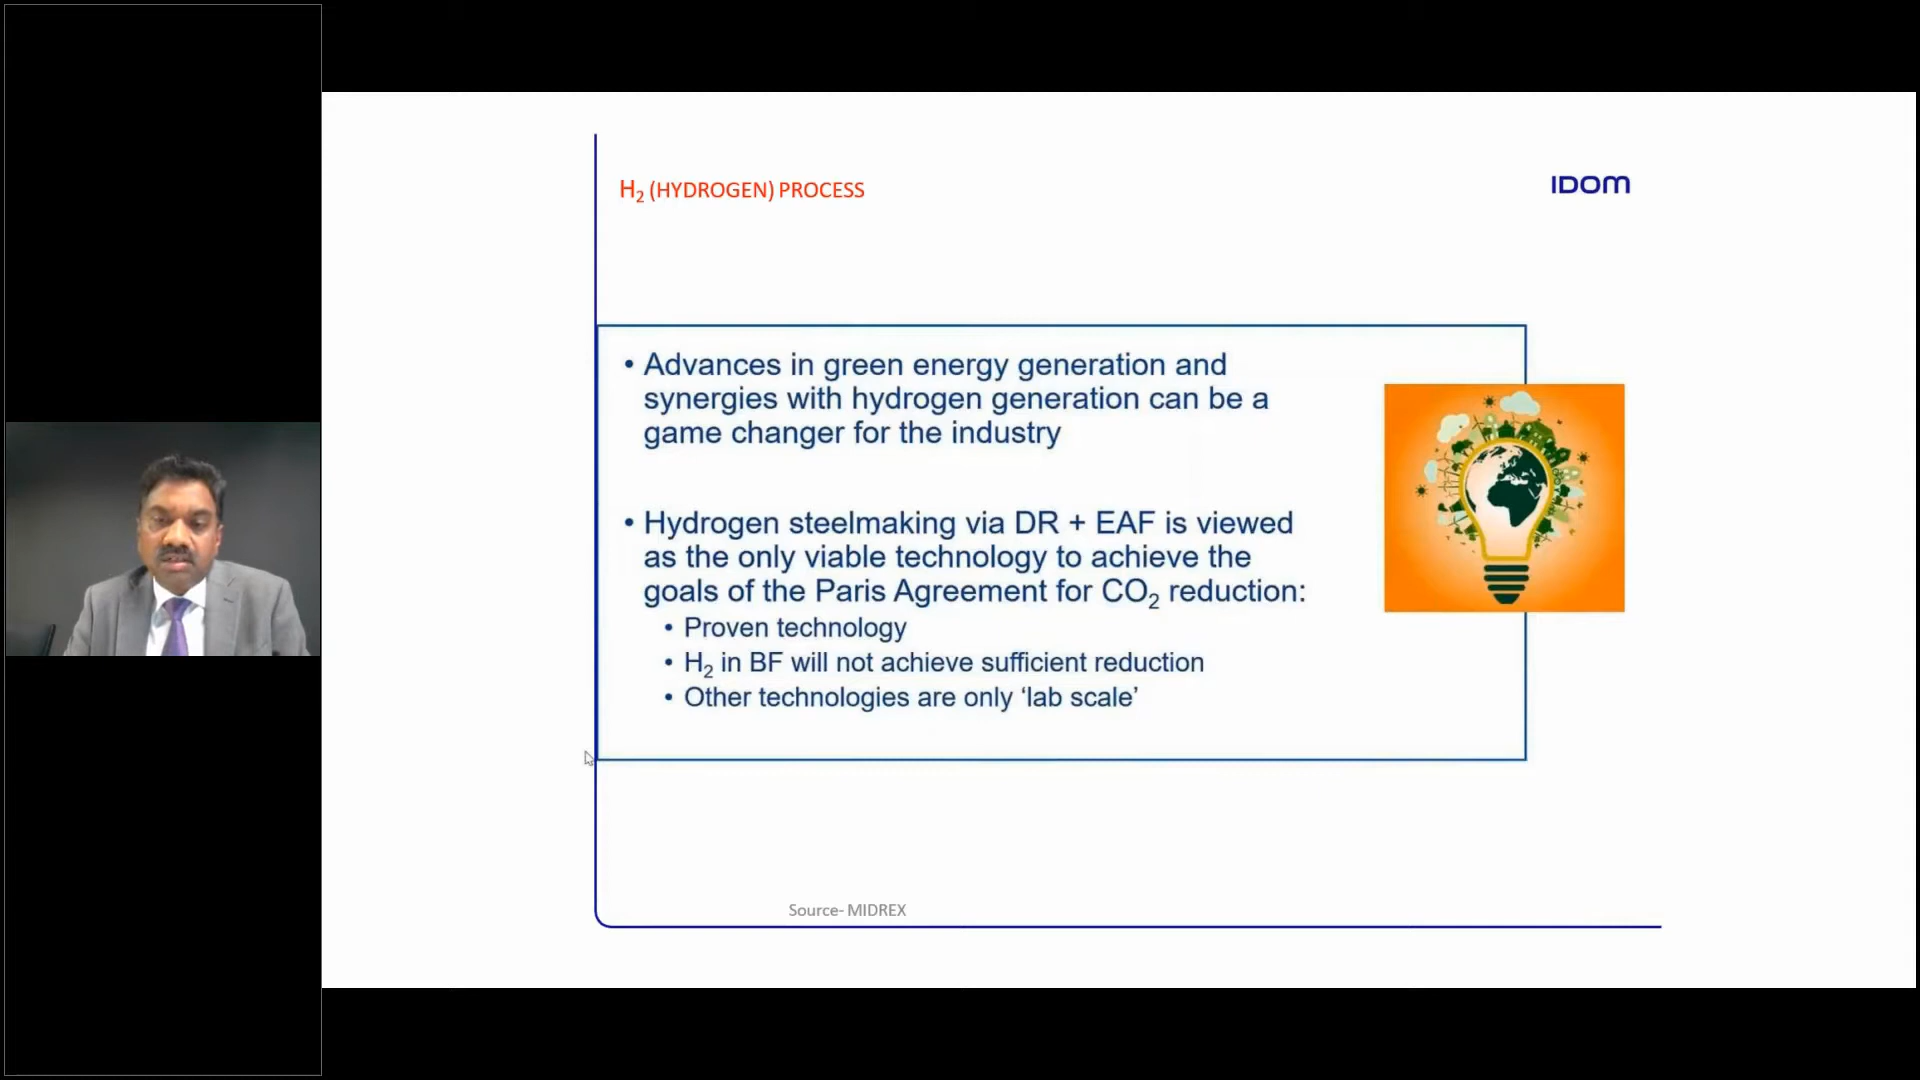 H₂ (HYDROGEN) PROCESS
IDOM
• Advances in green energy generation and
synergies with hydrogen generation can be a
game changer for the industry
• Hydrogen steelmaking via DR + EAF is viewed
as the only viable technology to achieve the
goals of the Paris Agreement for CO₂ reduction:
• Proven technology
• H₂ in BF will not achieve sufficient reduction
• Other technologies are only ‘lab scale’
Source- MIDREX